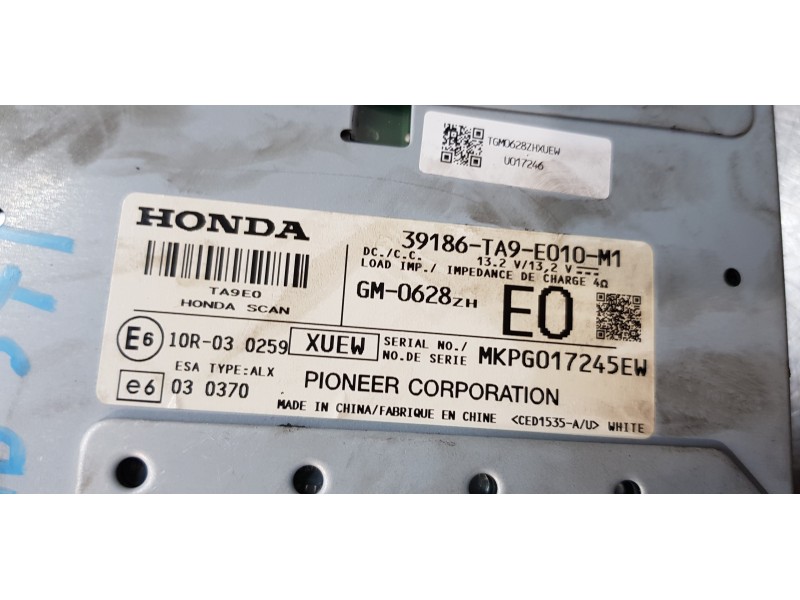 TGM0628ZHXUEW
U017246
HONDA
39186-TA9-E010-M1
DC./C.C. 13.2 V/13,2 V
LOAD IMP./ IMPEDANCE DE CHARGE 4Ω
TA9E0
HONDA SCAN
GM-0628ZH
E0
E6 10R-03 0259 XUEW
SERIAL NO./
NO.DE SERIE MKPG017245EW
ESA TYPE:ALX
e6 03 0370
PIONEER CORPORATION
MADE IN CHINA/FABRIQUE EN CHINE <CED1535-A/U> WHITE